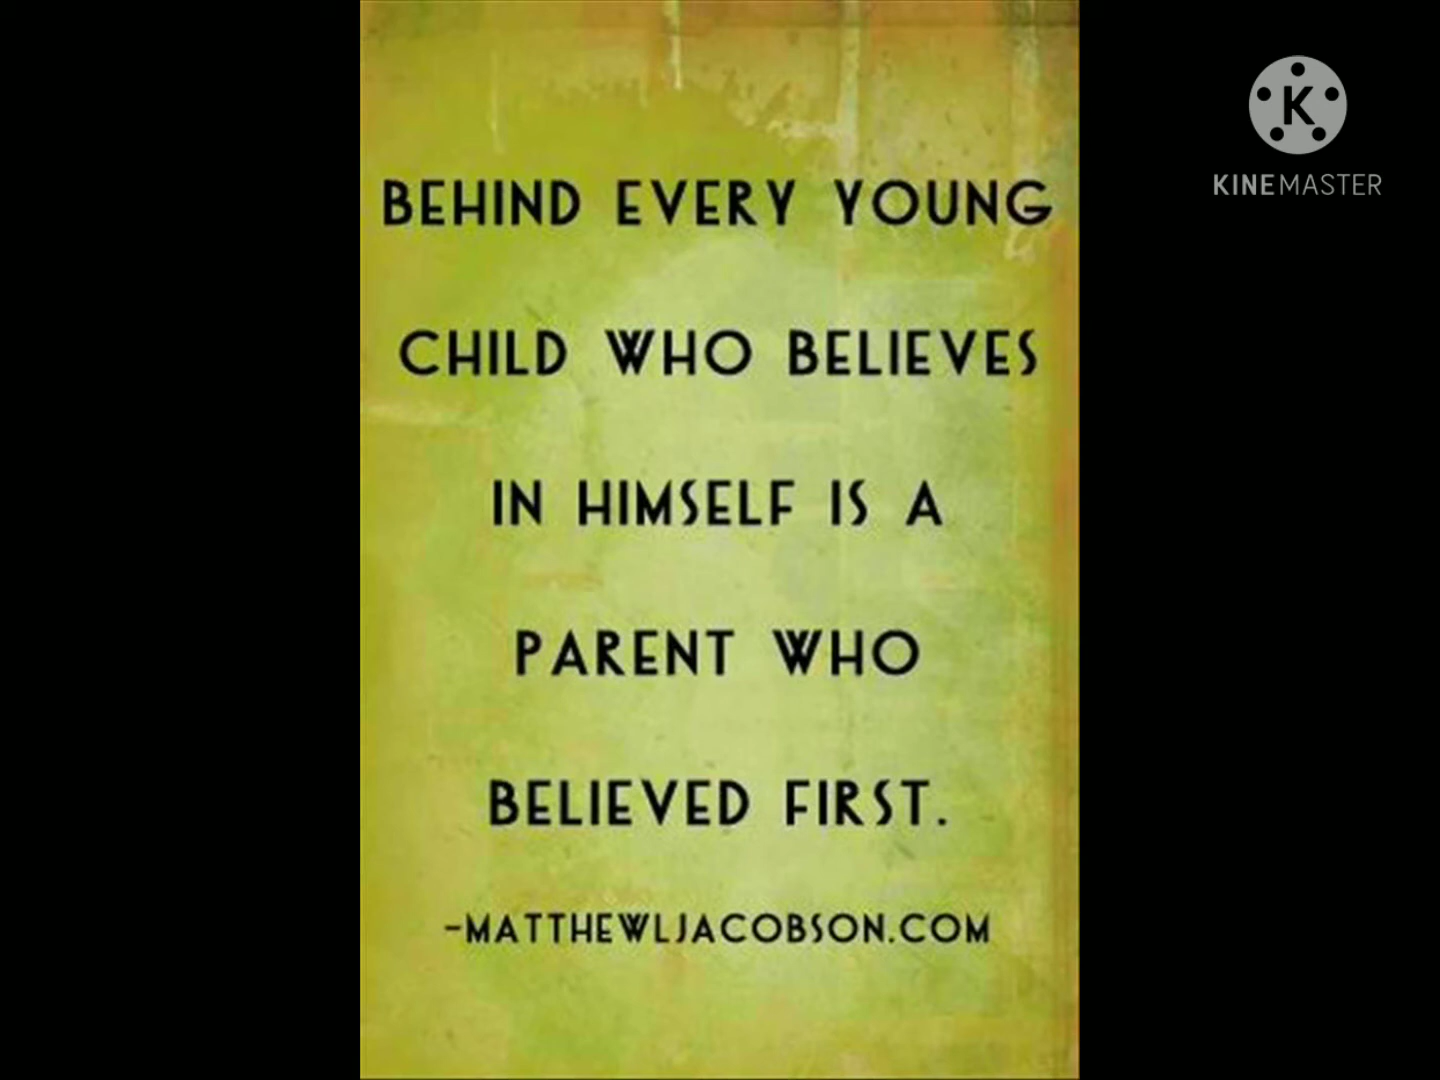 BEHIND EVERY YOUNG
CHILD WHO BELIEVES
IN HIMSELF IS A
PARENT WHO
BELIEVED FIRST.
-MATTHEWLJACOBSON.COM
K
KINEMASTER